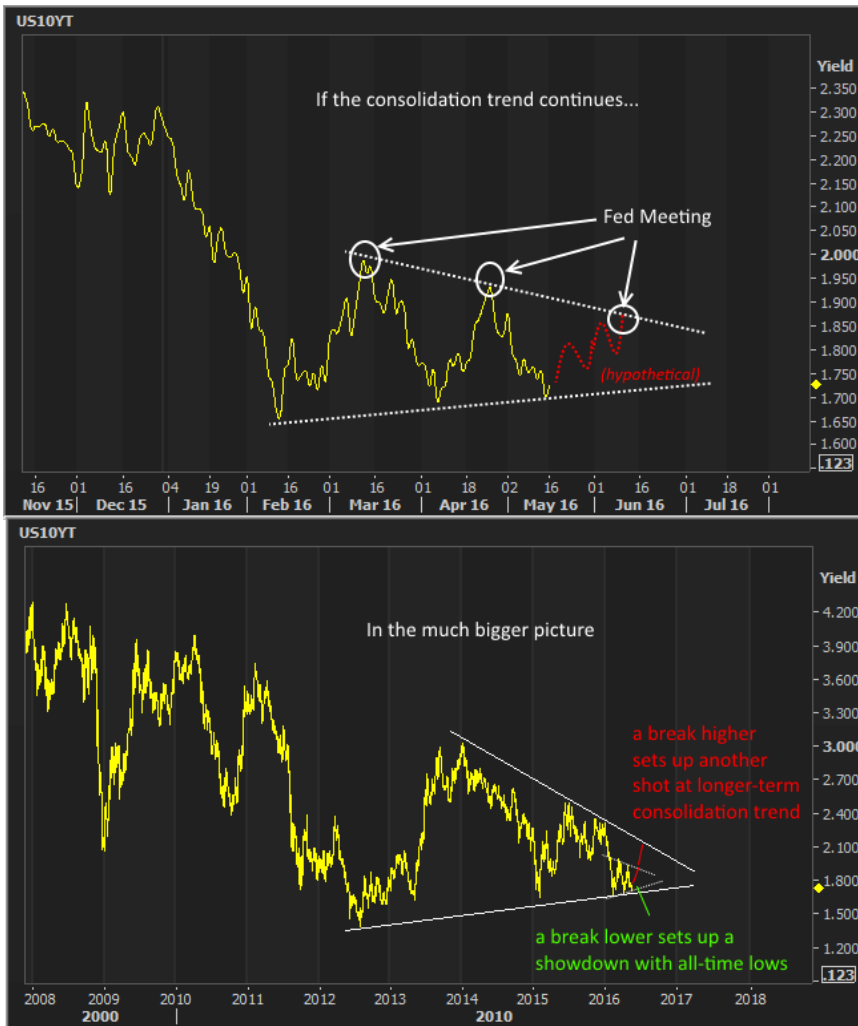 US10YT
Yield
If the consolidation trend continues...
2.350
2.300
2.250
2.200
2.150
Fed Meeting
2.100
2.050
2.000
1.950
1.900
1.850
1.800
(hypothetical)
1.750
1.700
1.650
1.600
.123
16 01 16 04 19 01 16 01 16 01 18 02 16 01 16 01 18 01
Nov 15 Dec 15 Jan 16 Feb 16 Mar 16 Apr 16 May 16 Jun 16 Jul 16
US10YT
Yield
4.200
In the much bigger picture
3.900
3.600
3.300
a break higher
3.000
sets up another
shot at longer-term
2.700
consolidation trend
2.400
2.100
1.800
1.500
a break lower sets up a
1.200
showdown with all-time lows
.123
2008 2009 2010 2011 2012 2013 2014 2015 2016 2017 2018
2000 2010